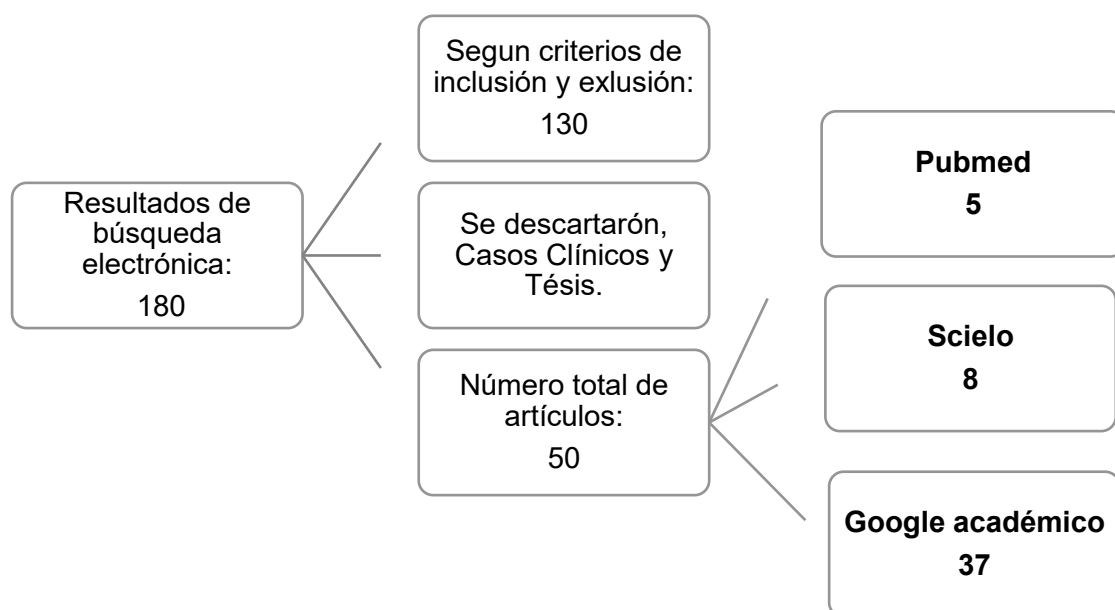 Resultados de
búsqueda
electrónica:
180
Segun criterios de
inclusión y exlusión:
130
Se descartarón,
Casos Clínicos y
Tésis.
Número total de
artículos:
50
Pubmed
5
Scielo
8
Google académico
37